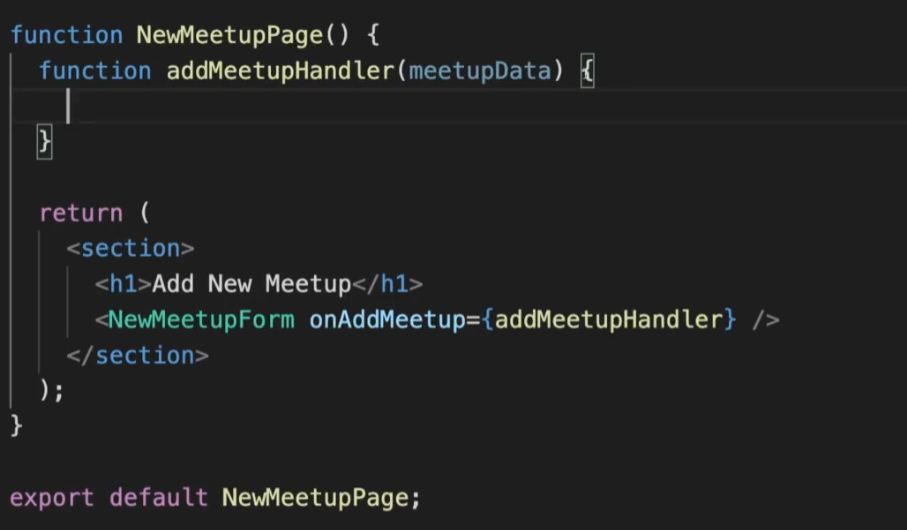 function NewMeetupPage() {
  function addMeetupHandler(meetupData) {
  }
  return (
    <section>
      <h1>Add New Meetup</h1>
      <NewMeetupForm onAddMeetup={addMeetupHandler} />
    </section>
  );
}
export default NewMeetupPage;